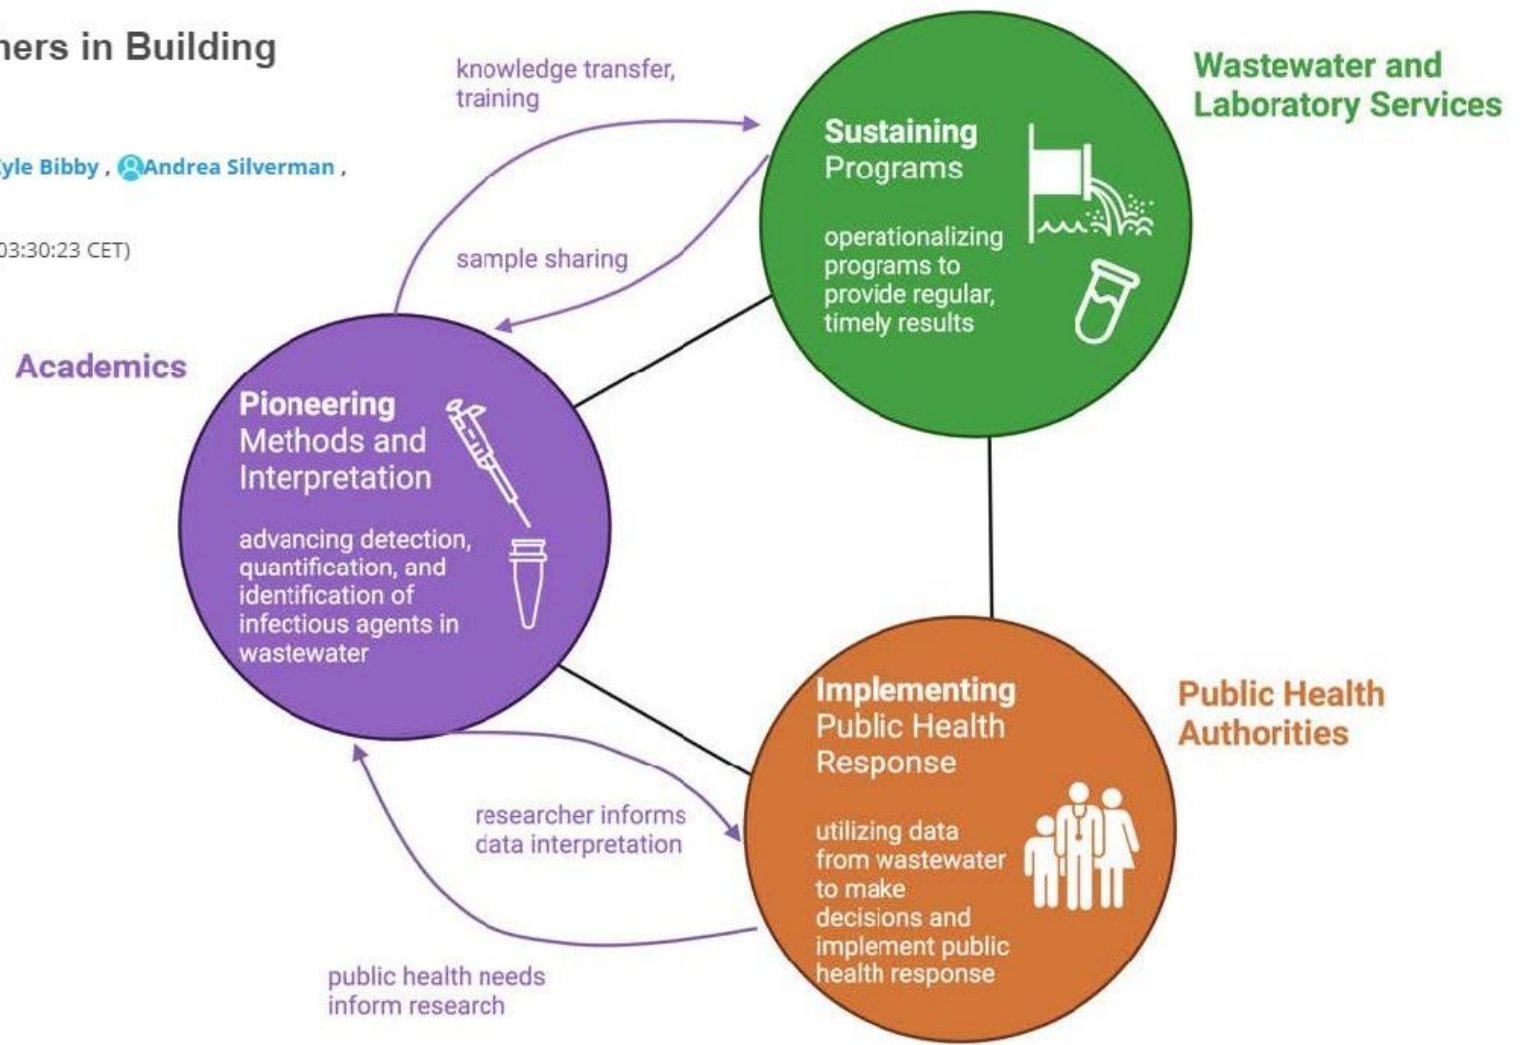 ners in Building
yle Bibby , Andrea Silverman ,
03:30:23 CET)
knowledge transfer,
training
sample sharing
Wastewater and
Laboratory Services
Sustaining
Programs
operationalizing
programs to
provide regular,
timely results
Academics
Pioneering
Methods and
Interpretation
advancing detection,
quantification, and
identification of
infectious agents in
wastewater
researcher informs
data interpretation
public health needs
inform research
Public Health
Authorities
Implementing
Public Health
Response
utilizing data
from wastewater
to make
decisions and
implement public
health response